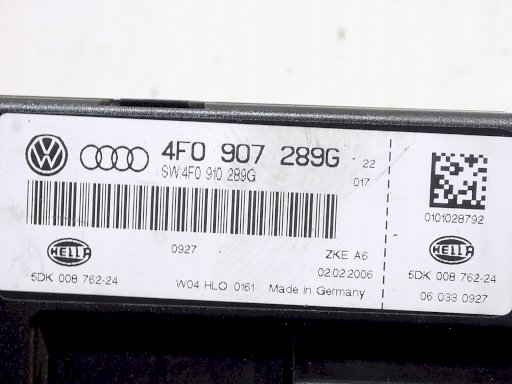 4F0 907 289G 22
SW:4F0 910 289G 017
0101028792
0927
ZKE A6
HELLA
02.02.2006
HELLA
5DK 008 762-24
W04 HLO 0161 Made in Germany
5DK 008 762-24
06 033 0927